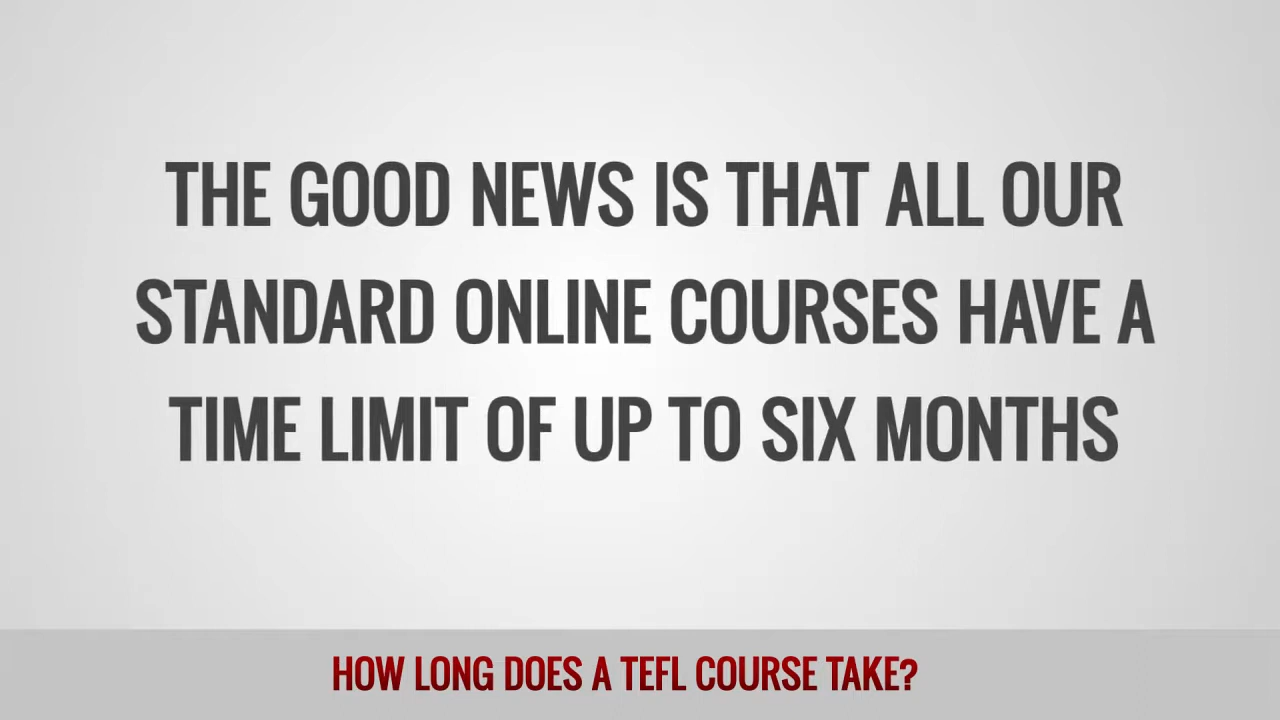 THE GOOD NEWS IS THAT ALL OUR
STANDARD ONLINE COURSES HAVE A
TIME LIMIT OF UP TO SIX MONTHS
HOW LONG DOES A TEFL COURSE TAKE?